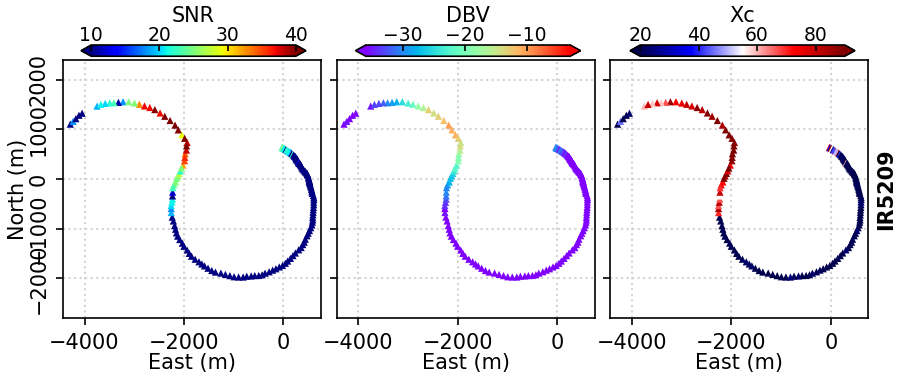 SNR DBV Xc
10 20 30 40 −30 −20 −10 20 40 60 80
North (m)
2000
1000
0
−1000
−2000
−4000 −2000 0 −4000 −2000 0 −4000 −2000 0
East (m) East (m) East (m)
IR5209